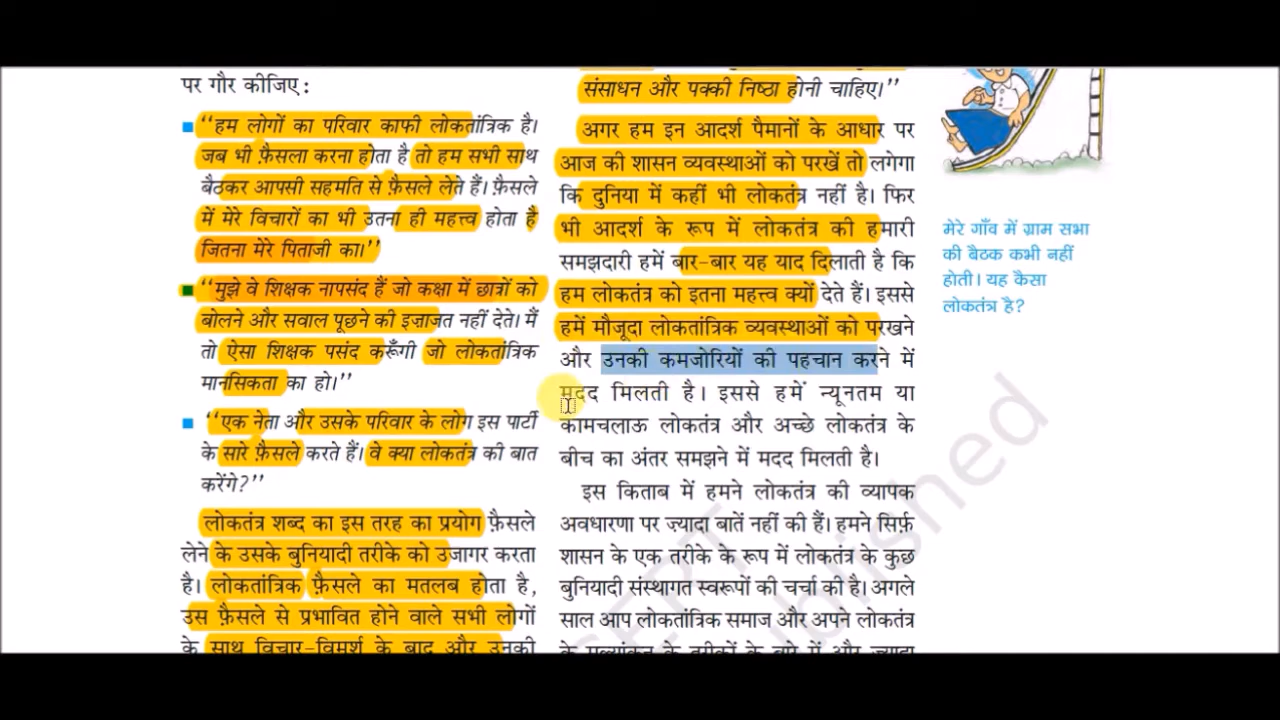 पर गौर कीजिए:
"हम लोगों का परिवार काफी लोकतांत्रिक है।
जब भी फ़ैसला करना होता है तो हम सभी साथ
बैठकर आपसी सहमति से फ़ैसले लेते हैं। फ़ैसले
में मेरे विचारों का भी उतना ही महत्त्व होता है
जितना मेरे पिताजी का।"
"मुझे वे शिक्षक नापसंद हैं जो कक्षा में छात्रों को
बोलने और सवाल पूछने की इज़ाजत नहीं देते। मैं
तो ऐसा शिक्षक पसंद करूँगी जो लोकतांत्रिक
मानसिकता का हो।"
"एक नेता और उसके परिवार के लोग इस पार्टी
के सारे फ़ैसले करते हैं। वे क्या लोकतंत्र की बात
करेंगे?"
लोकतंत्र शब्द का इस तरह का प्रयोग फ़ैसले
लेने के उसके बुनियादी तरीके को उजागर करता
है। लोकतांत्रिक फ़ैसले का मतलब होता है,
उस फ़ैसले से प्रभावित होने वाले सभी लोगों
के साथ विचार-विमर्श के बाद और उनकी
संसाधन और पक्की निष्ठा होनी चाहिए।"
अगर हम इन आदर्श पैमानों के आधार पर
आज की शासन व्यवस्थाओं को परखें तो लगेगा
कि दुनिया में कहीं भी लोकतंत्र नहीं है। फिर
भी आदर्श के रूप में लोकतंत्र की हमारी
समझदारी हमें बार-बार यह याद दिलाती है कि
हम लोकतंत्र को इतना महत्त्व क्यों देते हैं। इससे
हमें मौजूदा लोकतांत्रिक व्यवस्थाओं को परखने
और उनकी कमजोरियों की पहचान करने में
मदद मिलती है। इससे हमें न्यूनतम या
कामचलाऊ लोकतंत्र और अच्छे लोकतंत्र के
बीच का अंतर समझने में मदद मिलती है।
इस किताब में हमने लोकतंत्र की व्यापक
अवधारणा पर ज़्यादा बातें नहीं की हैं। हमने सिर्फ़
शासन के एक तरीके के रूप में लोकतंत्र के कुछ
बुनियादी संस्थागत स्वरूपों की चर्चा की है। अगले
साल आप लोकतांत्रिक समाज और अपने लोकतंत्र
के मूल्यांकन के तरीकों के बारे में और ज़्यादा
मेरे गाँव में ग्राम सभा
की बैठक कभी नहीं
होती। यह कैसा
लोकतंत्र है?